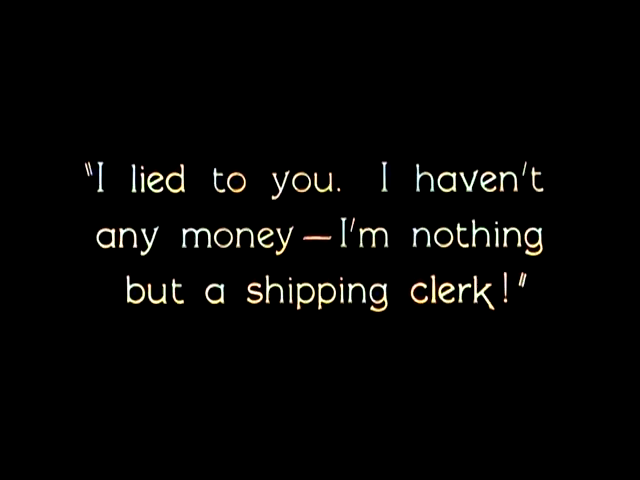 "I lied to you. I haven't
any money—I'm nothing
but a shipping clerk!"